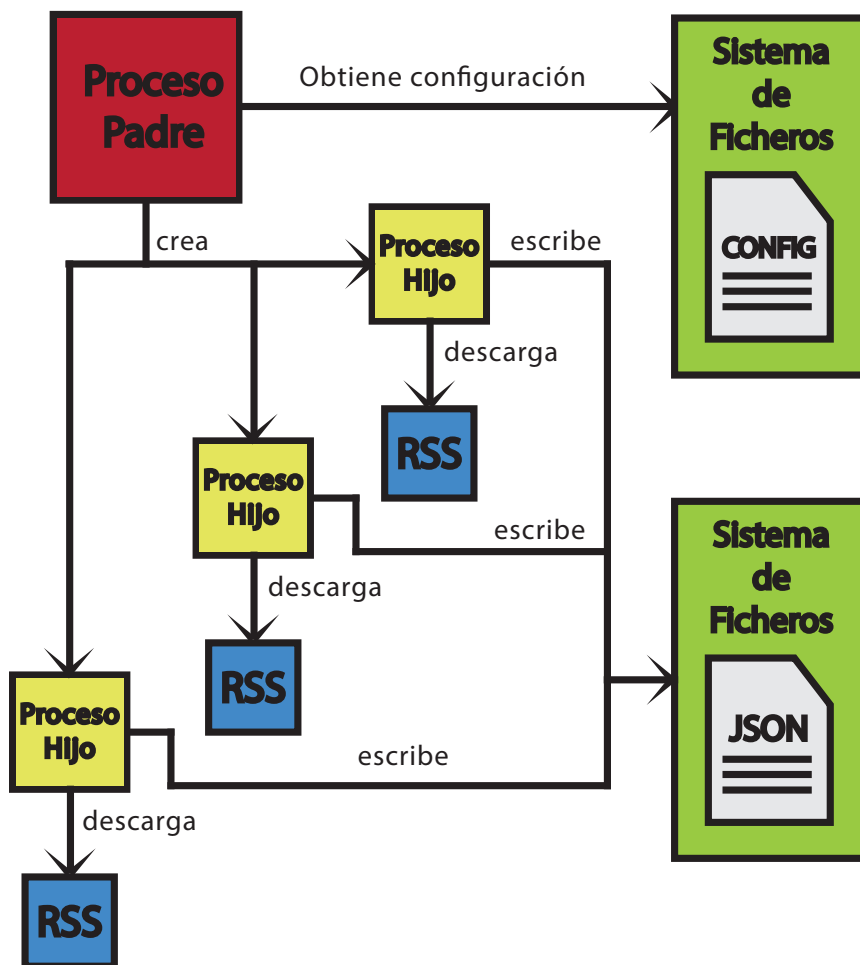 Proceso
Padre
Obtiene configuración
Sistema
de
Ficheros
CONFIG
crea
Proceso
Hijo
escribe
descarga
RSS
Proceso
Hijo
escribe
descarga
RSS
Sistema
de
Ficheros
JSON
Proceso
Hijo
escribe
descarga
RSS